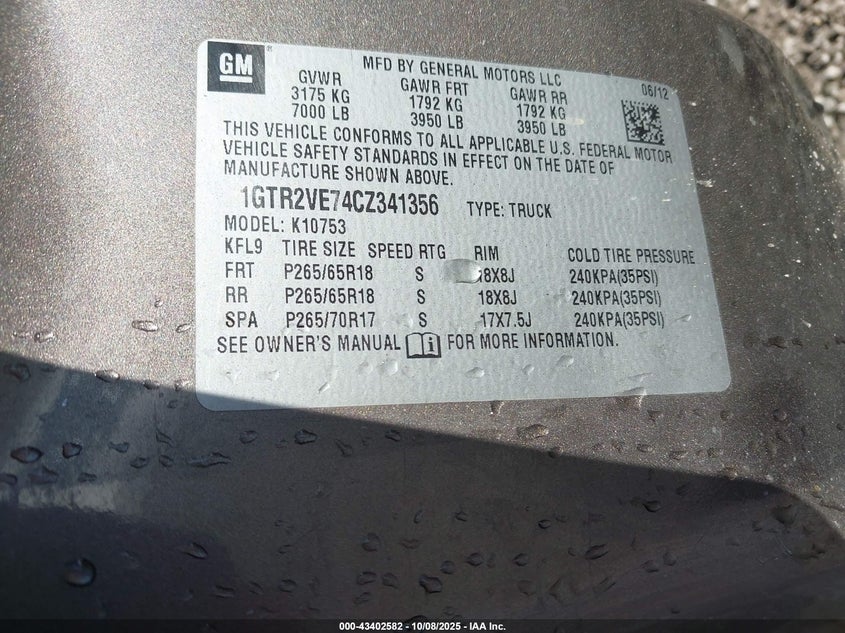 GM
MFD BY GENERAL MOTORS LLC
GVWR GAWR FRT GAWR RR 06/12
3175 KG 1792 KG 1792 KG
7000 LB 3950 LB 3950 LB
THIS VEHICLE CONFORMS TO ALL APPLICABLE U.S. FEDERAL MOTOR
VEHICLE SAFETY STANDARDS IN EFFECT ON THE DATE OF
MANUFACTURE SHOWN ABOVE.
1GTR2VE74CZ341356 TYPE: TRUCK
MODEL: K10753
KFL9 TIRE SIZE SPEED RTG RIM COLD TIRE PRESSURE
FRT P265/65R18 S 18X8J 240KPA(35PSI)
RR P265/65R18 S 18X8J 240KPA(35PSI)
SPA P265/70R17 S 17X7.5J 240KPA(35PSI)
SEE OWNER'S MANUAL FOR MORE INFORMATION.
000-43402582 - 10/08/2025 - IAA Inc.